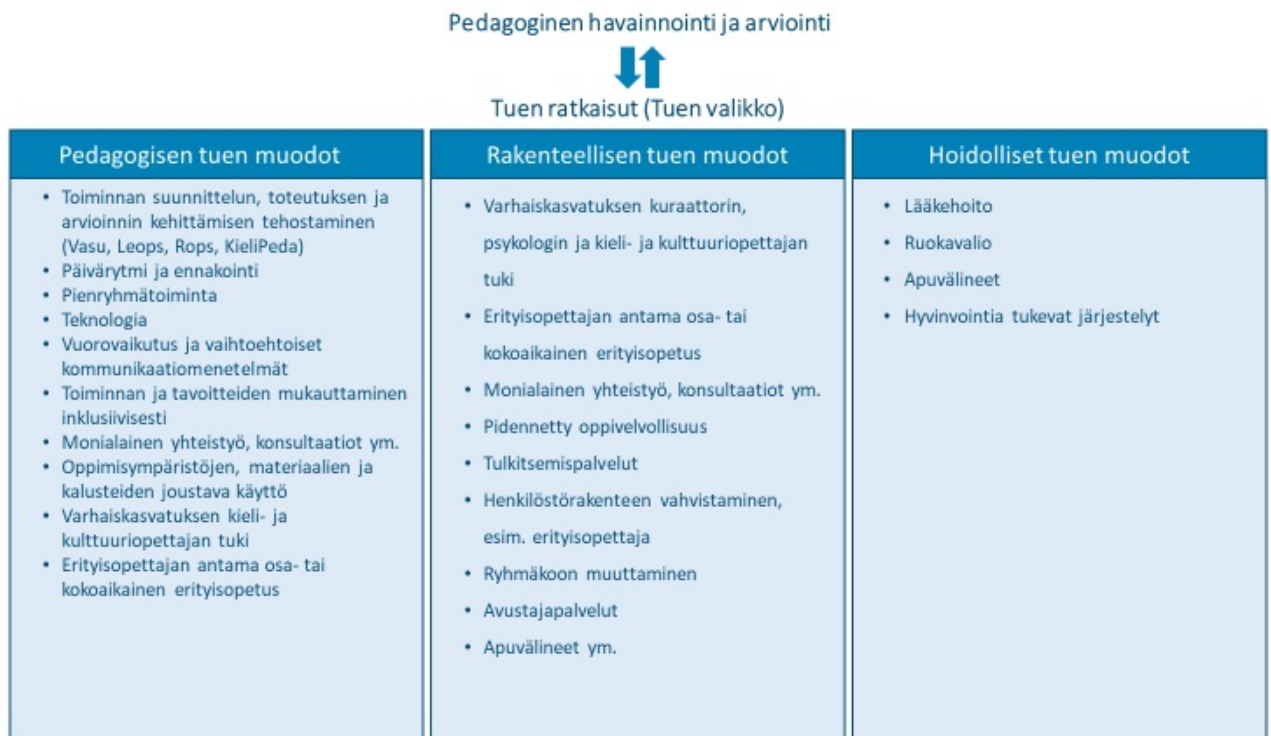 Pedagoginen havainnointi ja arviointi
Tuen ratkaisut (Tuen valikko)
Pedagogisen tuen muodot
• Toiminnan suunnittelun, toteutuksen ja
arvioinnin kehittämisen tehostaminen
(Vasu, Leops, Rops, KieliPeda)
• Päivärytmi ja ennakointi
• Pienryhmätoiminta
• Teknologia
• Vuorovaikutus ja vaihtoehtoiset
kommunikaatiomenetelmät
• Toiminnan ja tavoitteiden mukauttaminen
inklusiivisesti
• Monialainen yhteistyö, konsultaatiot ym.
• Oppimisympäristöjen, materiaalien ja
kalusteiden joustava käyttö
• Varhaiskasvatuksen kieli- ja
kulttuuriopettajan tuki
• Erityisopettajan antama osa- tai
kokoaikainen erityisopetus
Rakenteellisen tuen muodot
• Varhaiskasvatuksen kuraattorin,
psykologin ja kieli- ja kulttuuriopettajan
tuki
• Erityisopettajan antama osa- tai
kokoaikainen erityisopetus
• Monialainen yhteistyö, konsultaatiot ym.
• Pidennetty oppivelvollisuus
• Tulkitsemispalvelut
• Henkilöstörakenteen vahvistaminen,
esim. erityisopettaja
• Ryhmäkoon muuttaminen
• Avustajapalvelut
• Apuvälineet ym.
Hoidolliset tuen muodot
• Lääkehoito
• Ruokavalio
• Apuvälineet
• Hyvinvointia tukevat järjestelyt